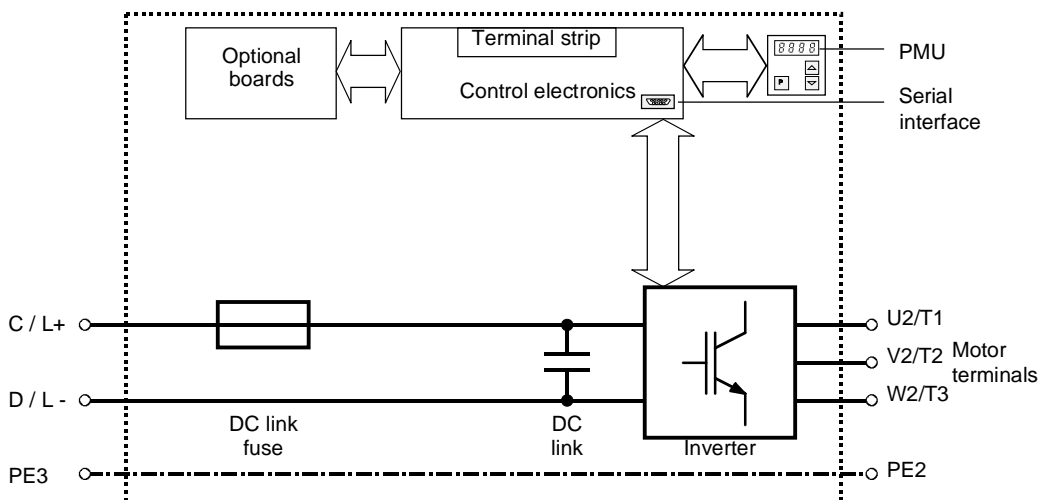 Optional
boards
Terminal strip
Control electronics
8888
P
PMU
Serial
interface
C / L+
D / L -
PE3
DC link
fuse
DC
link
Inverter
U2/T1
V2/T2
W2/T3
Motor
terminals
PE2